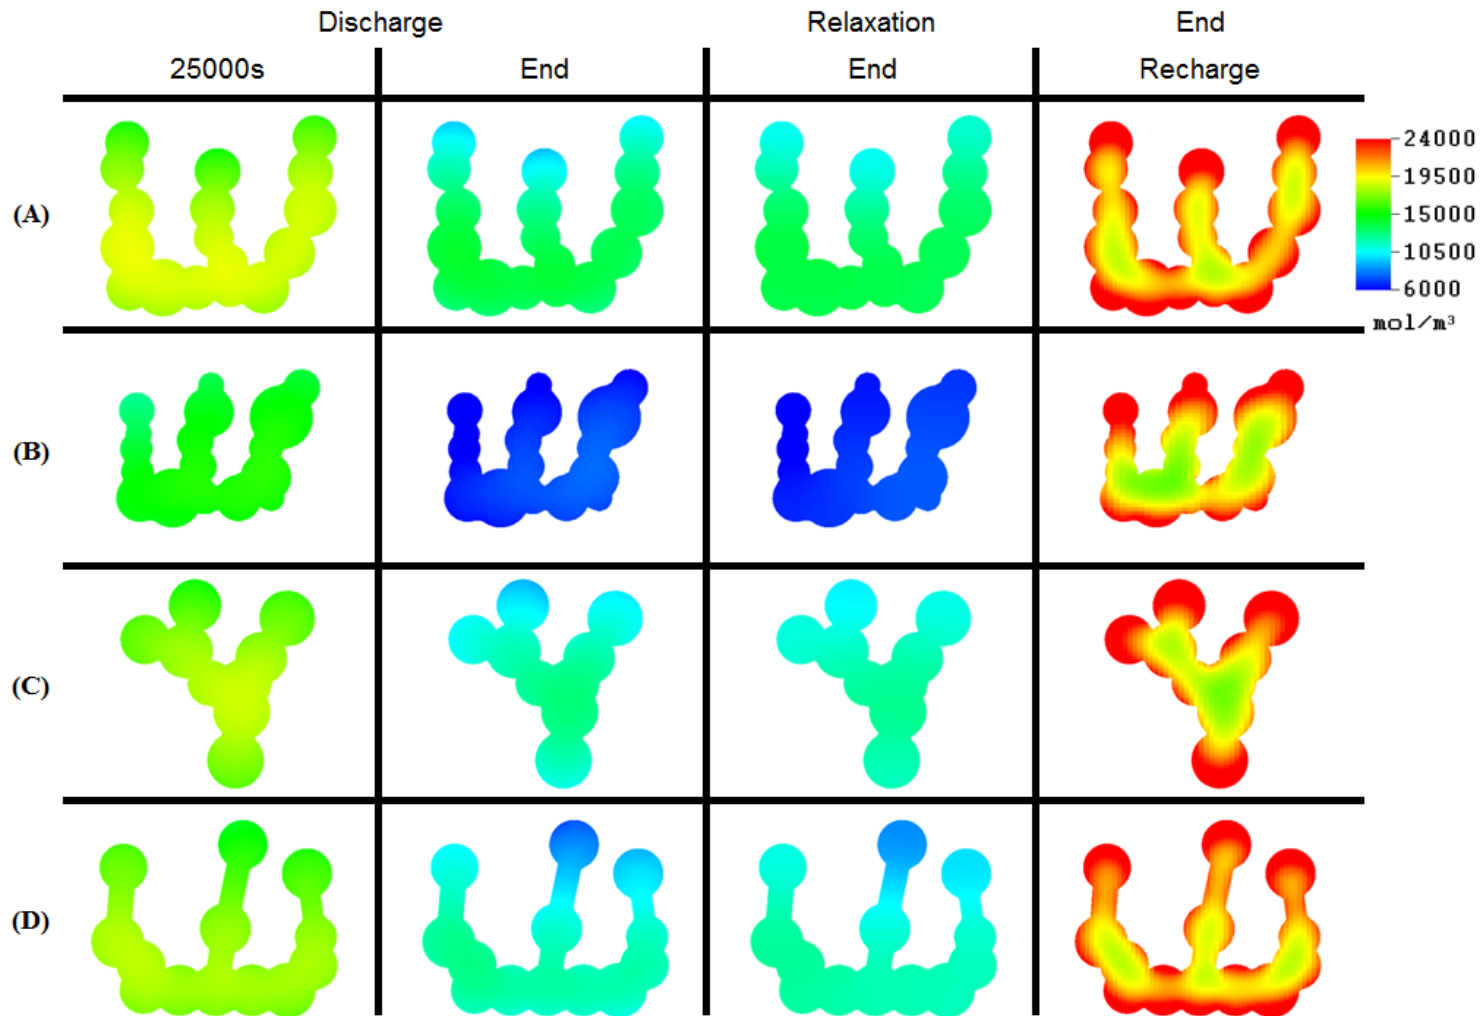 Discharge Relaxation End
25000s End End Recharge
(A)
24000
19500
15000
10500
6000
mol/m³
(B)
(C)
(D)